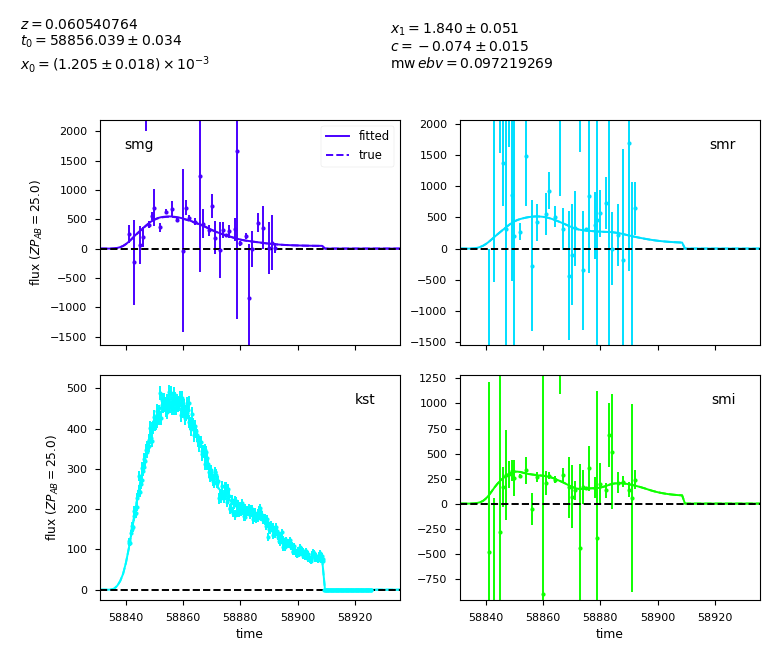 z = 0.060540764
t₀ = 58856.039 ± 0.034
x₀ = (1.205 ± 0.018) × 10⁻³
x₁ = 1.840 ± 0.051
c = −0.074 ± 0.015
mw ebv = 0.097219269
smg
fitted
true
2000
1500
1000
500
0
−500
−1000
−1500
flux (ZP_AB = 25.0)
smr
2000
1500
1000
500
0
−500
−1000
−1500
kst
500
400
300
200
100
0
flux (ZP_AB = 25.0)
58840 58860 58880 58900 58920
time
smi
1250
1000
750
500
250
0
−250
−500
−750
58840 58860 58880 58900 58920
time